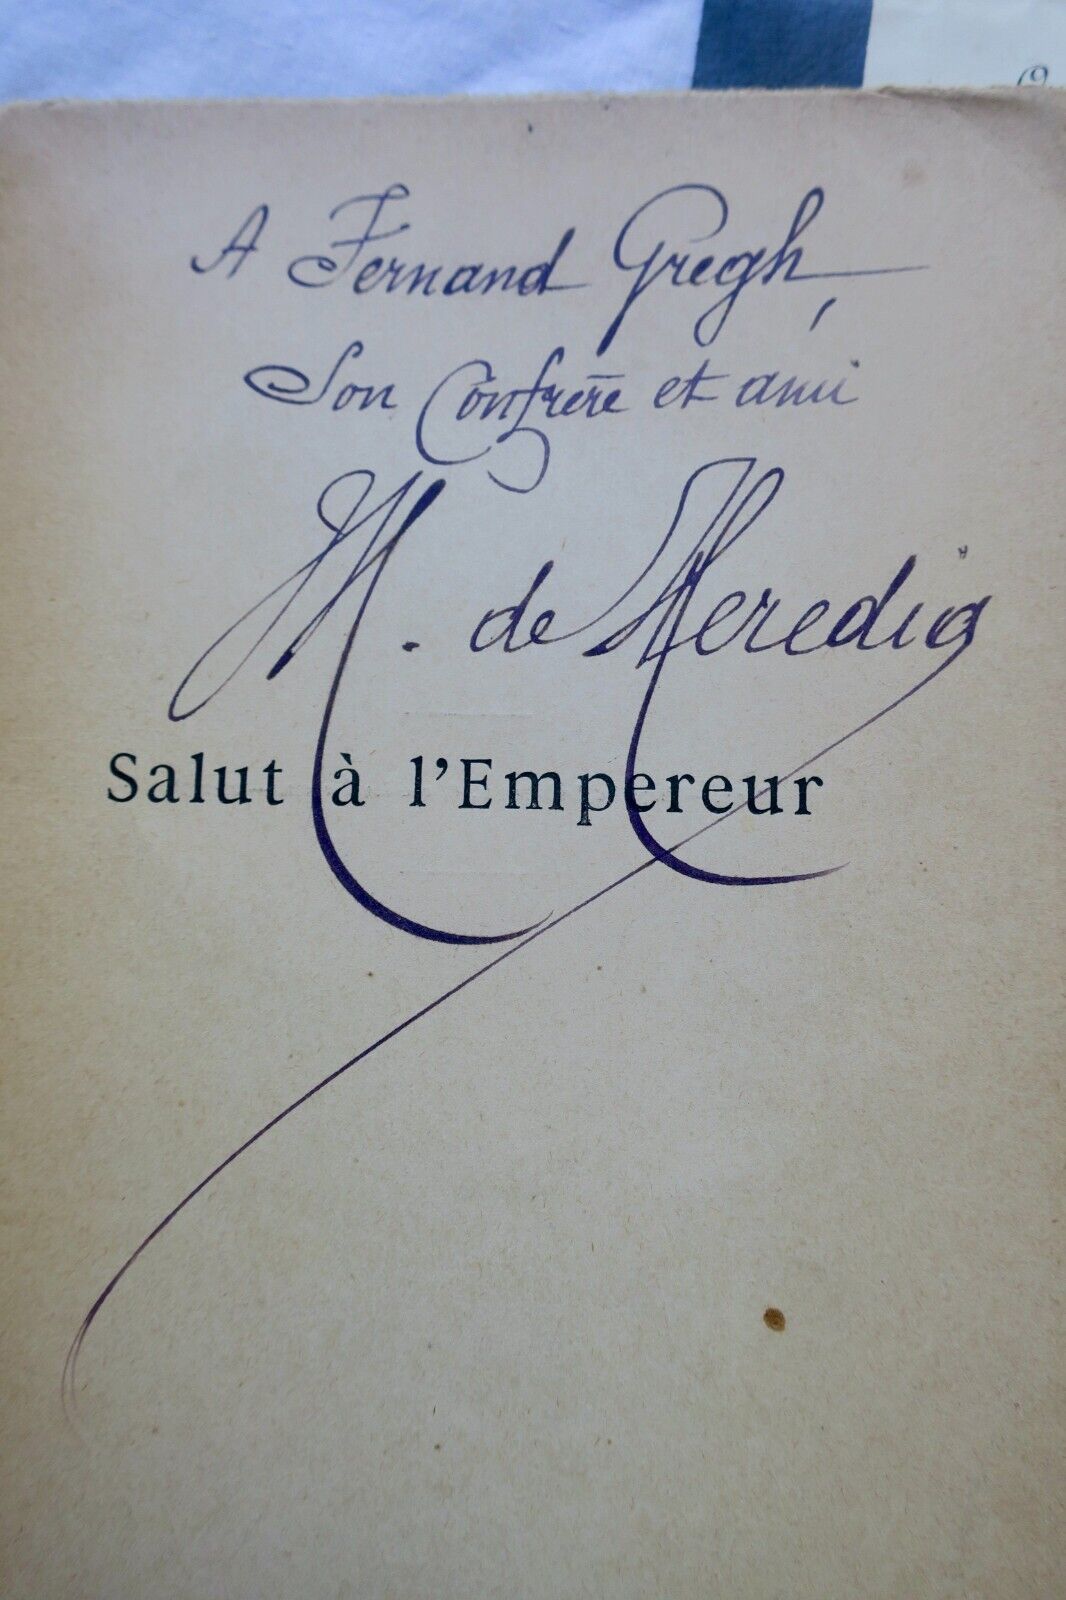 A Fernand Gregh,
Son Confrère et ami
M. de Heredia
Salut à l'Empereur